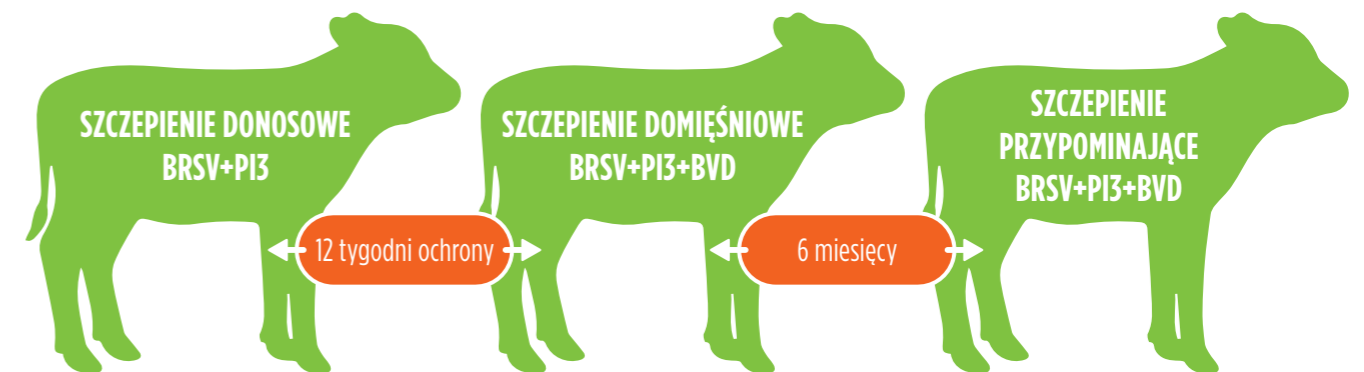 SZCZEPIENIE DONOSOWE
BRSV+PI3
12 tygodni ochrony
SZCZEPIENIE DOMIĘŚNIOWE
BRSV+PI3+BVD
6 miesięcy
SZCZEPIENIE
PRZYPOMINAJĄCE
BRSV+PI3+BVD